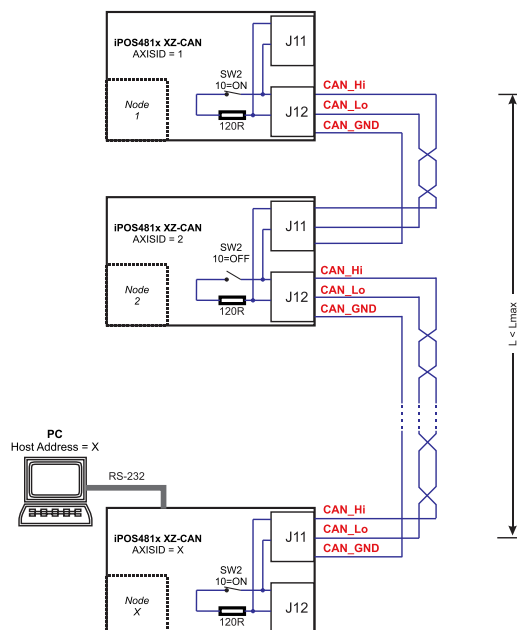 iPOS481x XZ-CAN
AXISID = 1
J11
SW2
10=ON
Node
1
120R
J12
CAN_Hi
CAN_Lo
CAN_GND
iPOS481x XZ-CAN
AXISID = 2
J11
SW2
10=OFF
Node
2
120R
J12
CAN_Hi
CAN_Lo
CAN_GND
L < Lmax
PC
Host Address = X
RS-232
iPOS481x XZ-CAN
AXISID = X
J11
CAN_Hi
CAN_Lo
CAN_GND
SW2
10=ON
Node
X
120R
J12